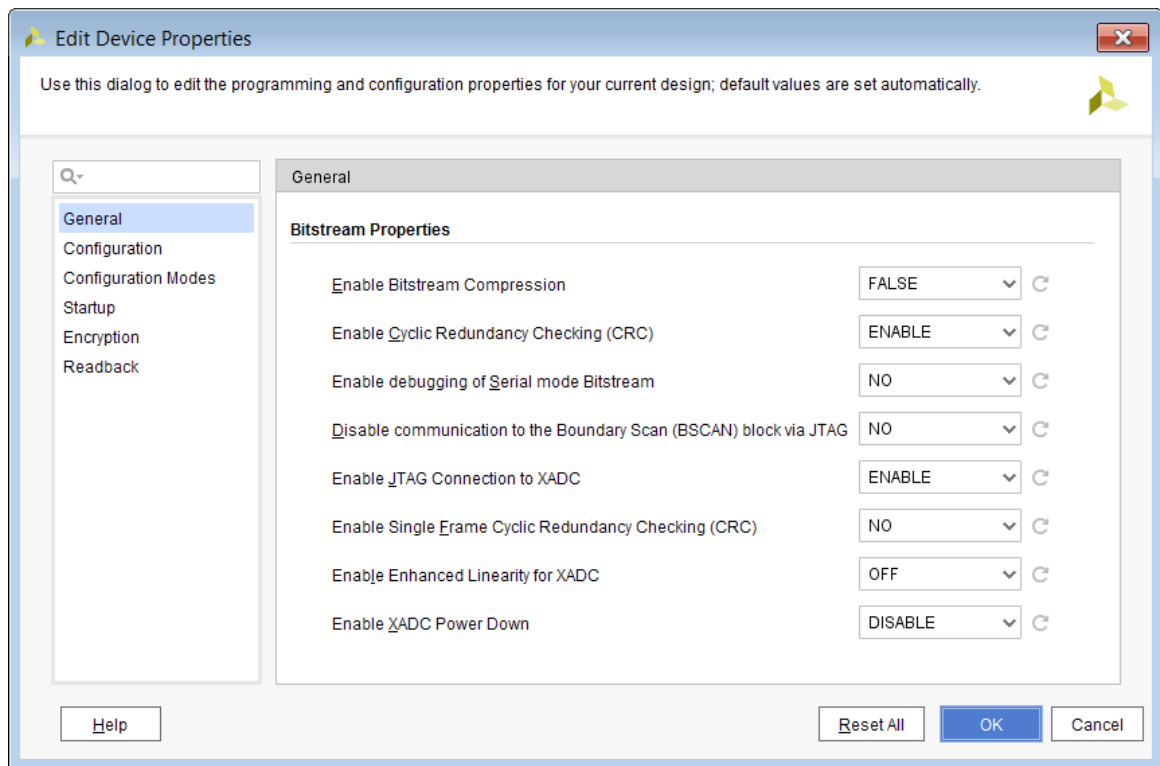 Edit Device Properties
Use this dialog to edit the programming and configuration properties for your current design; default values are set automatically.
General
Configuration
Configuration Modes
Startup
Encryption
Readback
General
Bitstream Properties
Enable Bitstream Compression FALSE
Enable Cyclic Redundancy Checking (CRC) ENABLE
Enable debugging of Serial mode Bitstream NO
Disable communication to the Boundary Scan (BSCAN) block via JTAG NO
Enable JTAG Connection to XADC ENABLE
Enable Single Frame Cyclic Redundancy Checking (CRC) NO
Enable Enhanced Linearity for XADC OFF
Enable XADC Power Down DISABLE
Help Reset All OK Cancel